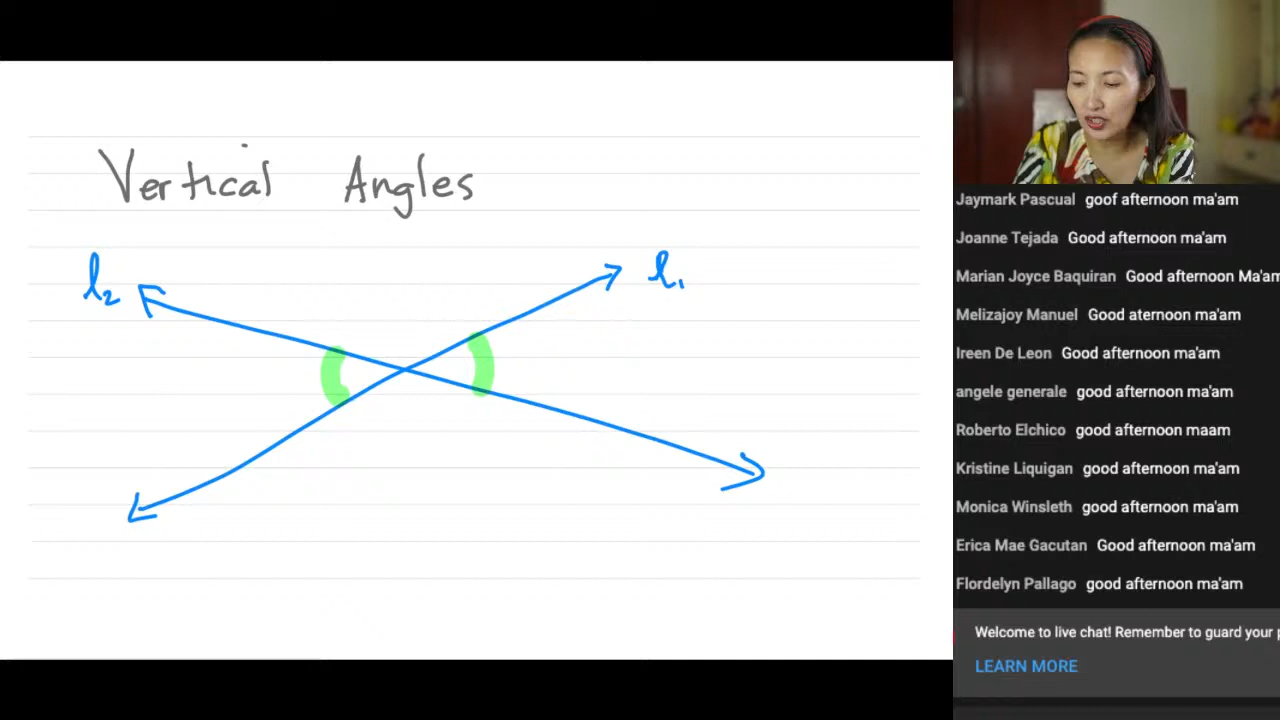 Vertical Angles
l2
l1
Jaymark Pascual goof afternoon ma'am
Joanne Tejada Good afternoon ma'am
Marian Joyce Baquiran Good afternoon Ma'am
Melizajoy Manuel Good aternoon ma'am
Ireen De Leon Good afternoon ma'am
angele generale good afternoon ma'am
Roberto Elchico good afternoon maam
Kristine Liquigan good afternoon ma'am
Monica Winsleth good afternoon ma'am
Erica Mae Gacutan Good afternoon ma'am
Flordelyn Pallago good afternoon ma'am
Welcome to live chat! Remember to guard your
LEARN MORE